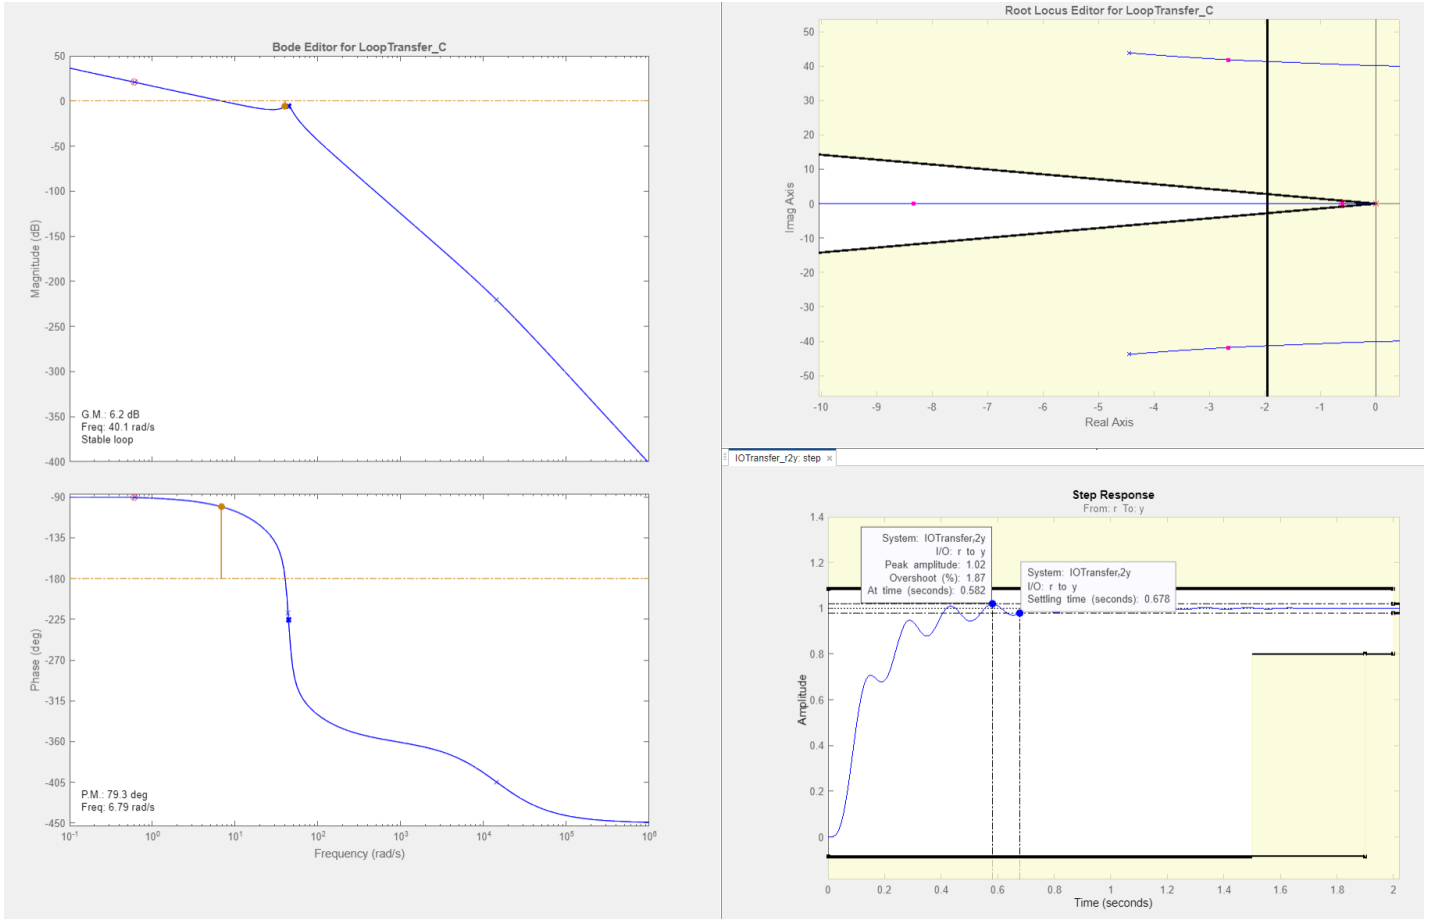 Bode Editor for LoopTransfer_C
50
0
-50
-100
-150
-200
-250
-300
-350
-400
Magnitude (dB)
G.M.: 6.2 dB
Freq: 40.1 rad/s
Stable loop
-90
-135
-180
-225
-270
-315
-360
-405
-450
Phase (deg)
P.M.: 79.3 deg
Freq: 6.79 rad/s
10-1 100 101 102 103 104 105 106
Frequency (rad/s)
Root Locus Editor for LoopTransfer_C
50
40
30
20
10
0
-10
-20
-30
-40
-50
Imag Axis
-10 -9 -8 -7 -6 -5 -4 -3 -2 -1 0
Real Axis
IOTransfer_r2y: step ×
Step Response
From: r To: y
1.4
1.2
1
0.8
0.6
0.4
0.2
0
Amplitude
System: IOTransfer_r2y
I/O: r to y
Peak amplitude: 1.02
Overshoot (%): 1.87
At time (seconds): 0.582
System: IOTransfer_r2y
I/O: r to y
Settling time (seconds): 0.678
0 0.2 0.4 0.6 0.8 1 1.2 1.4 1.6 1.8 2
Time (seconds)